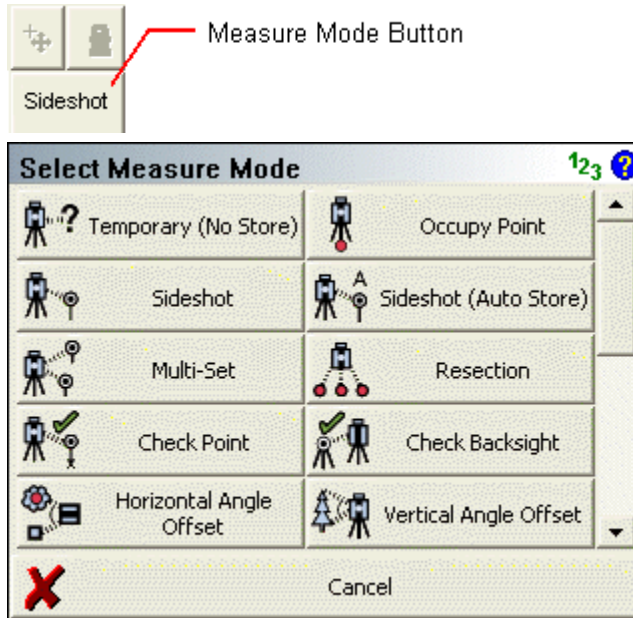 Measure Mode Button
Sideshot
Select Measure Mode
123 ?
? Temporary (No Store)
Occupy Point
Sideshot
A
Sideshot (Auto Store)
Multi-Set
Resection
Check Point
Check Backsight
Horizontal Angle
Offset
Vertical Angle Offset
Cancel